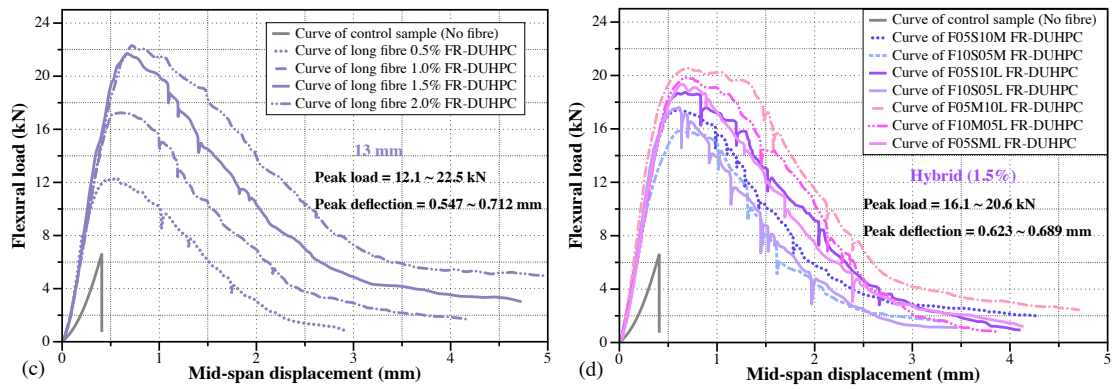 24
20
16
12
8
4
0
Flexural load (kN)
Curve of control sample (No fibre)
Curve of long fibre 0.5% FR-DUHPC
Curve of long fibre 1.0% FR-DUHPC
Curve of long fibre 1.5% FR-DUHPC
Curve of long fibre 2.0% FR-DUHPC
13 mm
Peak load = 12.1 ~ 22.5 kN
Peak deflection = 0.547 ~ 0.712 mm
0 1 2 3 4 5
(c)
Mid-span displacement (mm)
24
20
16
12
8
4
0
Flexural load (kN)
Curve of control sample (No fibre)
Curve of F05S10M FR-DUHPC
Curve of F10S05M FR-DUHPC
Curve of F05S10L FR-DUHPC
Curve of F10S05L FR-DUHPC
Curve of F05M10L FR-DUHPC
Curve of F10M05L FR-DUHPC
Curve of F05SML FR-DUHPC
Hybrid (1.5%)
Peak load = 16.1 ~ 20.6 kN
Peak deflection = 0.623 ~ 0.689 mm
0 1 2 3 4 5
(d)
Mid-span displacement (mm)